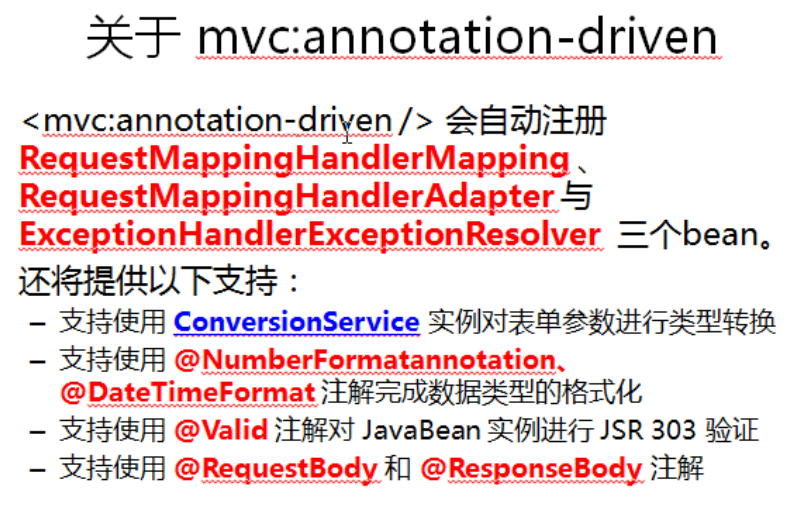 关于 mvc:annotation-driven
<mvc:annotation-driven /> 会自动注册
RequestMappingHandlerMapping 、
RequestMappingHandlerAdapter 与
ExceptionHandlerExceptionResolver 三个bean。
还将提供以下支持：
– 支持使用 ConversionService 实例对表单参数进行类型转换
– 支持使用 @NumberFormatannotation、
@DateTimeFormat 注解完成数据类型的格式化
– 支持使用 @Valid 注解对 JavaBean 实例进行 JSR 303 验证
– 支持使用 @RequestBody 和 @ResponseBody 注解